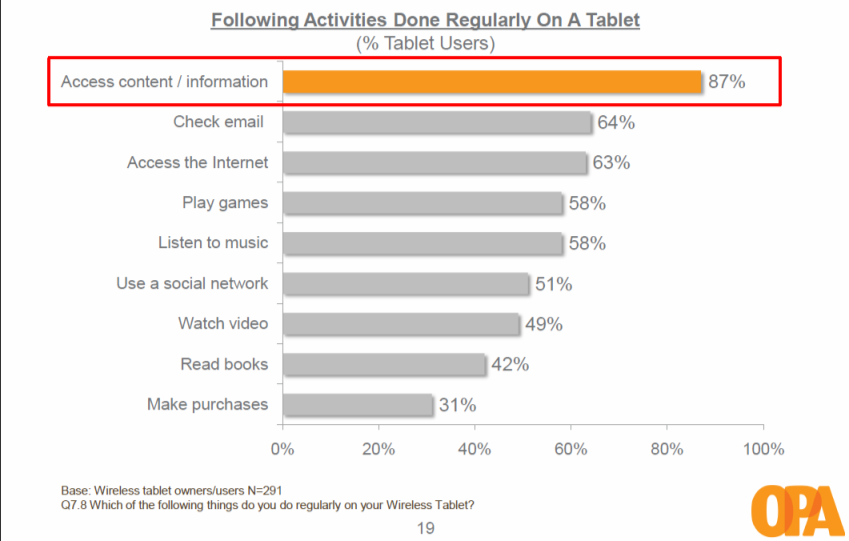 Following Activities Done Regularly On A Tablet
(% Tablet Users)
Access content / information 87%
Check email 64%
Access the Internet 63%
Play games 58%
Listen to music 58%
Use a social network 51%
Watch video 49%
Read books 42%
Make purchases 31%
0% 20% 40% 60% 80% 100%
Base: Wireless tablet owners/users N=291
Q7.8 Which of the following things do you do regularly on your Wireless Tablet?
19
OPA